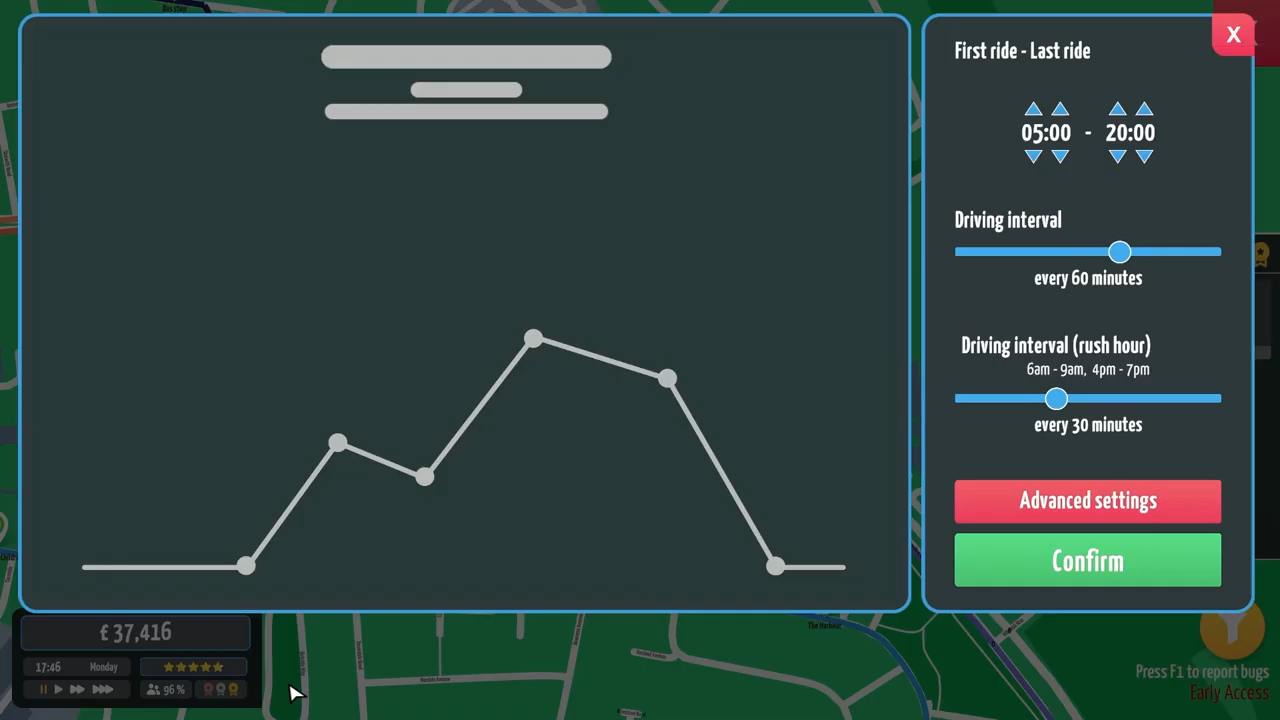 X
First ride - Last ride
05:00 - 20:00
Driving interval
every 60 minutes
Driving interval (rush hour)
6am - 9am, 4pm - 7pm
every 30 minutes
Advanced settings
Confirm
£ 37,416
17:46 Monday
96 %
The Harbour
Press F1 to report bugs
Early Access